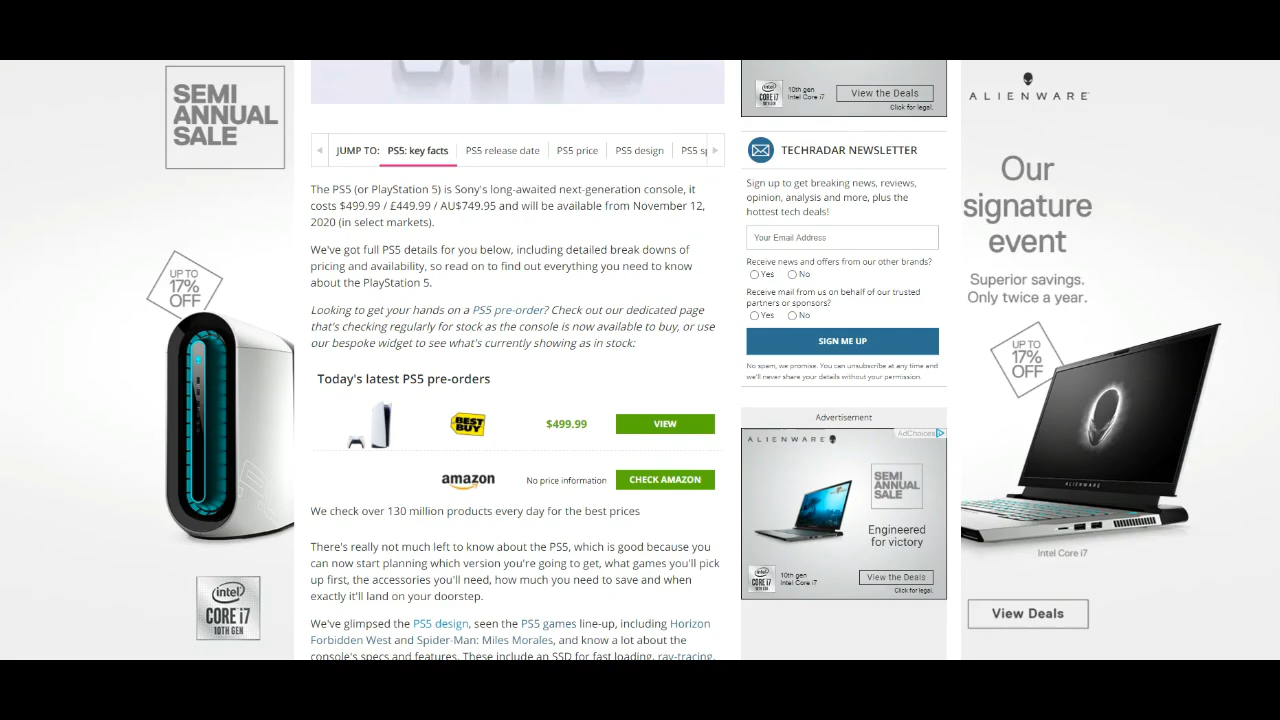 SEMI
ANNUAL
SALE
UP TO
17%
OFF
intel
CORE i7
10TH GEN
JUMP TO: PS5: key facts PS5 release date PS5 price PS5 design PS5 sp
The PS5 (or PlayStation 5) is Sony's long-awaited next-generation console, it
costs $499.99 / £449.99 / AU$749.95 and will be available from November 12,
2020 (in select markets).
We've got full PS5 details for you below, including detailed break downs of
pricing and availability, so read on to find out everything you need to know
about the PlayStation 5.
Looking to get your hands on a PS5 pre-order? Check out our dedicated page
that's checking regularly for stock as the console is now available to buy, or use
our bespoke widget to see what's currently showing as in stock:
Today's latest PS5 pre-orders
BEST
BUY
$499.99
VIEW
amazon
No price information
CHECK AMAZON
We check over 130 million products every day for the best prices
There's really not much left to know about the PS5, which is good because you
can now start planning which version you're going to get, what games you'll pick
up first, the accessories you'll need, how much you need to save and when
exactly it'll land on your doorstep.
We've glimpsed the PS5 design, seen the PS5 games line-up, including Horizon
Forbidden West and Spider-Man: Miles Morales, and know a lot about the
console's specs and features. These include an SSD for fast loading, ray-tracing,
intel
CORE i7
10th gen
Intel Core i7
View the Deals
Click for legal.
TECHRADAR NEWSLETTER
Sign up to get breaking news, reviews,
opinion, analysis and more, plus the
hottest tech deals!
Your Email Address
Receive news and offers from our other brands?
Yes No
Receive mail from us on behalf of our trusted
partners or sponsors?
Yes No
SIGN ME UP
No spam, we promise. You can unsubscribe at any time and
we'll never share your details without your permission.
Advertisement
ALIENWARE
AdChoices
SEMI
ANNUAL
SALE
Engineered
for victory
intel
CORE i7
10th gen
Intel Core i7
View the Deals
Click for legal.
ALIENWARE
Our
signature
event
Superior savings.
Only twice a year.
UP TO
17%
OFF
ALIENWARE
Intel Core i7
View Deals